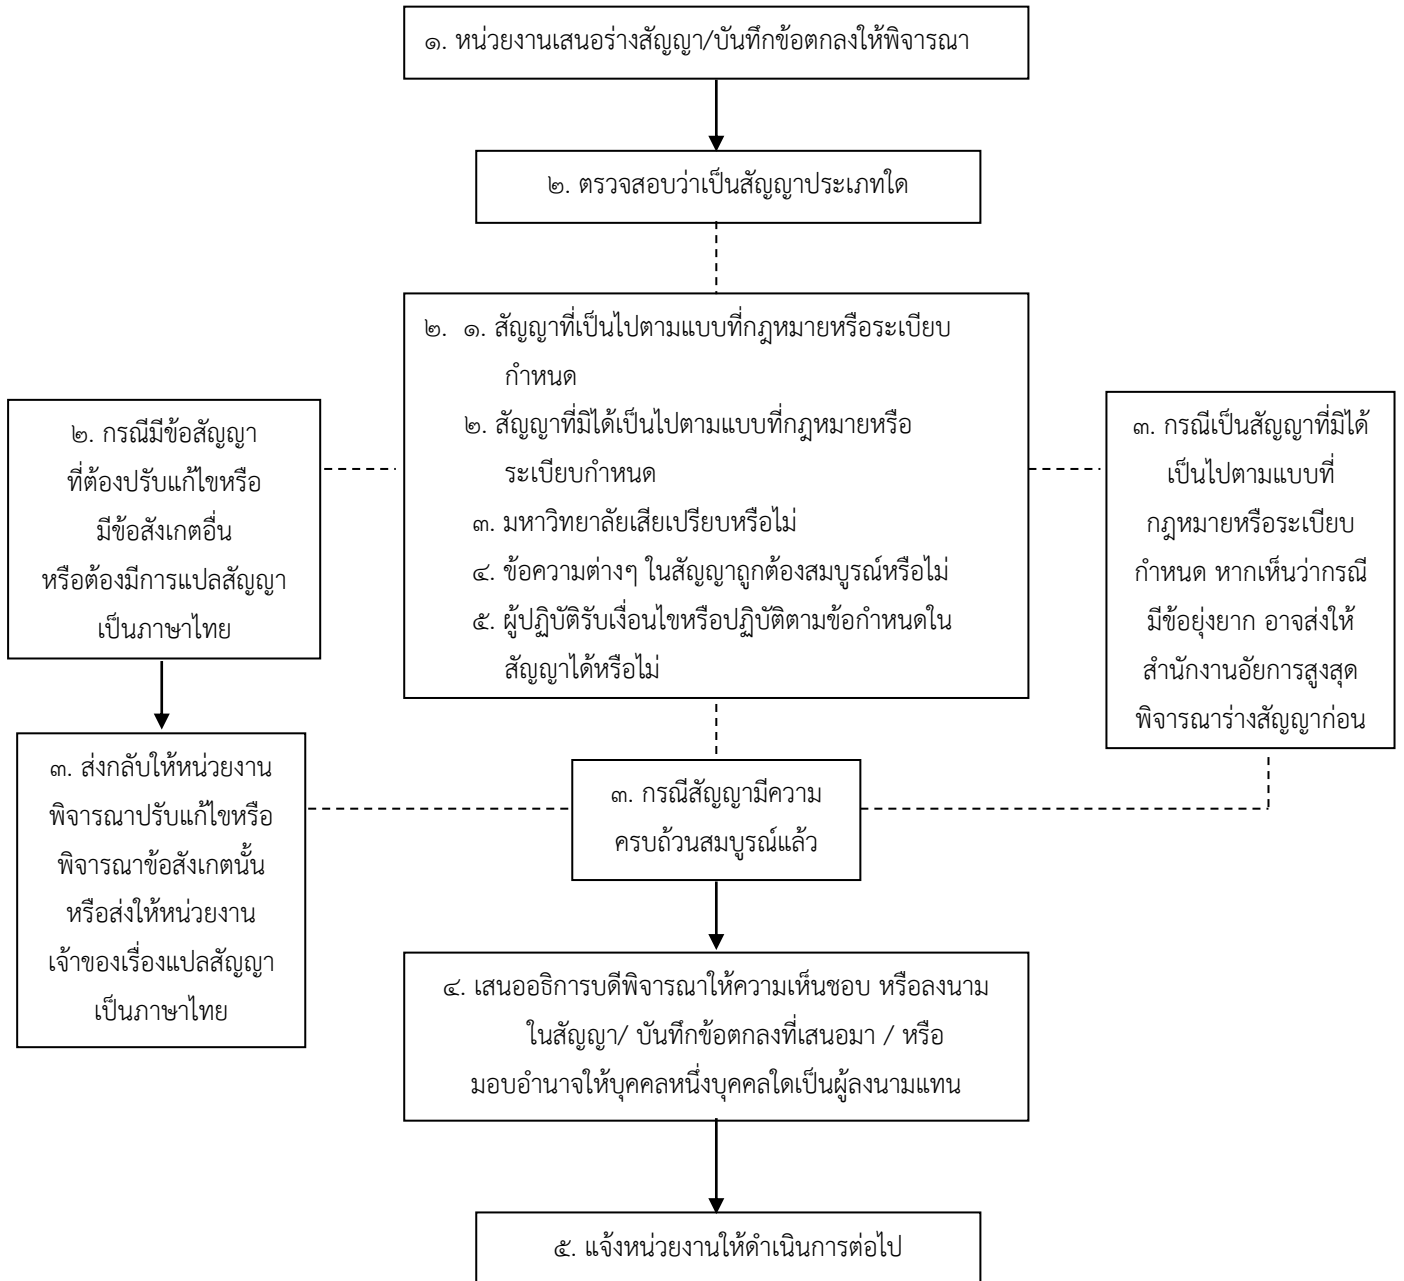 ๑. หน่วยงานเสนอร่างสัญญา/บันทึกข้อตกลงให้พิจารณา
๒. ตรวจสอบว่าเป็นสัญญาประเภทใด
๒. ๑. สัญญาที่เป็นไปตามแบบที่กฎหมายหรือระเบียบ
กำหนด
๒. สัญญาที่มิได้เป็นไปตามแบบที่กฎหมายหรือ
ระเบียบกำหนด
๓. มหาวิทยาลัยเสียเปรียบหรือไม่
๔. ข้อความต่างๆ ในสัญญาถูกต้องสมบูรณ์หรือไม่
๕. ผู้ปฏิบัติรับเงื่อนไขหรือปฏิบัติตามข้อกำหนดใน
สัญญาได้หรือไม่
๒. กรณีมีข้อสัญญา
ที่ต้องปรับแก้ไขหรือ
มีข้อสังเกตอื่น
หรือต้องมีการแปลสัญญา
เป็นภาษาไทย
๓. กรณีเป็นสัญญาที่มิได้
เป็นไปตามแบบที่
กฎหมายหรือระเบียบ
กำหนด หากเห็นว่ากรณี
มีข้อยุ่งยาก อาจส่งให้
สำนักงานอัยการสูงสุด
พิจารณาร่างสัญญาก่อน
๓. ส่งกลับให้หน่วยงาน
พิจารณาปรับแก้ไขหรือ
พิจารณาข้อสังเกตนั้น
หรือส่งให้หน่วยงาน
เจ้าของเรื่องแปลสัญญา
เป็นภาษาไทย
๓. กรณีสัญญามีความ
ครบถ้วนสมบูรณ์แล้ว
๔. เสนออธิการบดีพิจารณาให้ความเห็นชอบ หรือลงนาม
ในสัญญา/ บันทึกข้อตกลงที่เสนอมา / หรือ
มอบอำนาจให้บุคคลหนึ่งบุคคลใดเป็นผู้ลงนามแทน
๕. แจ้งหน่วยงานให้ดำเนินการต่อไป